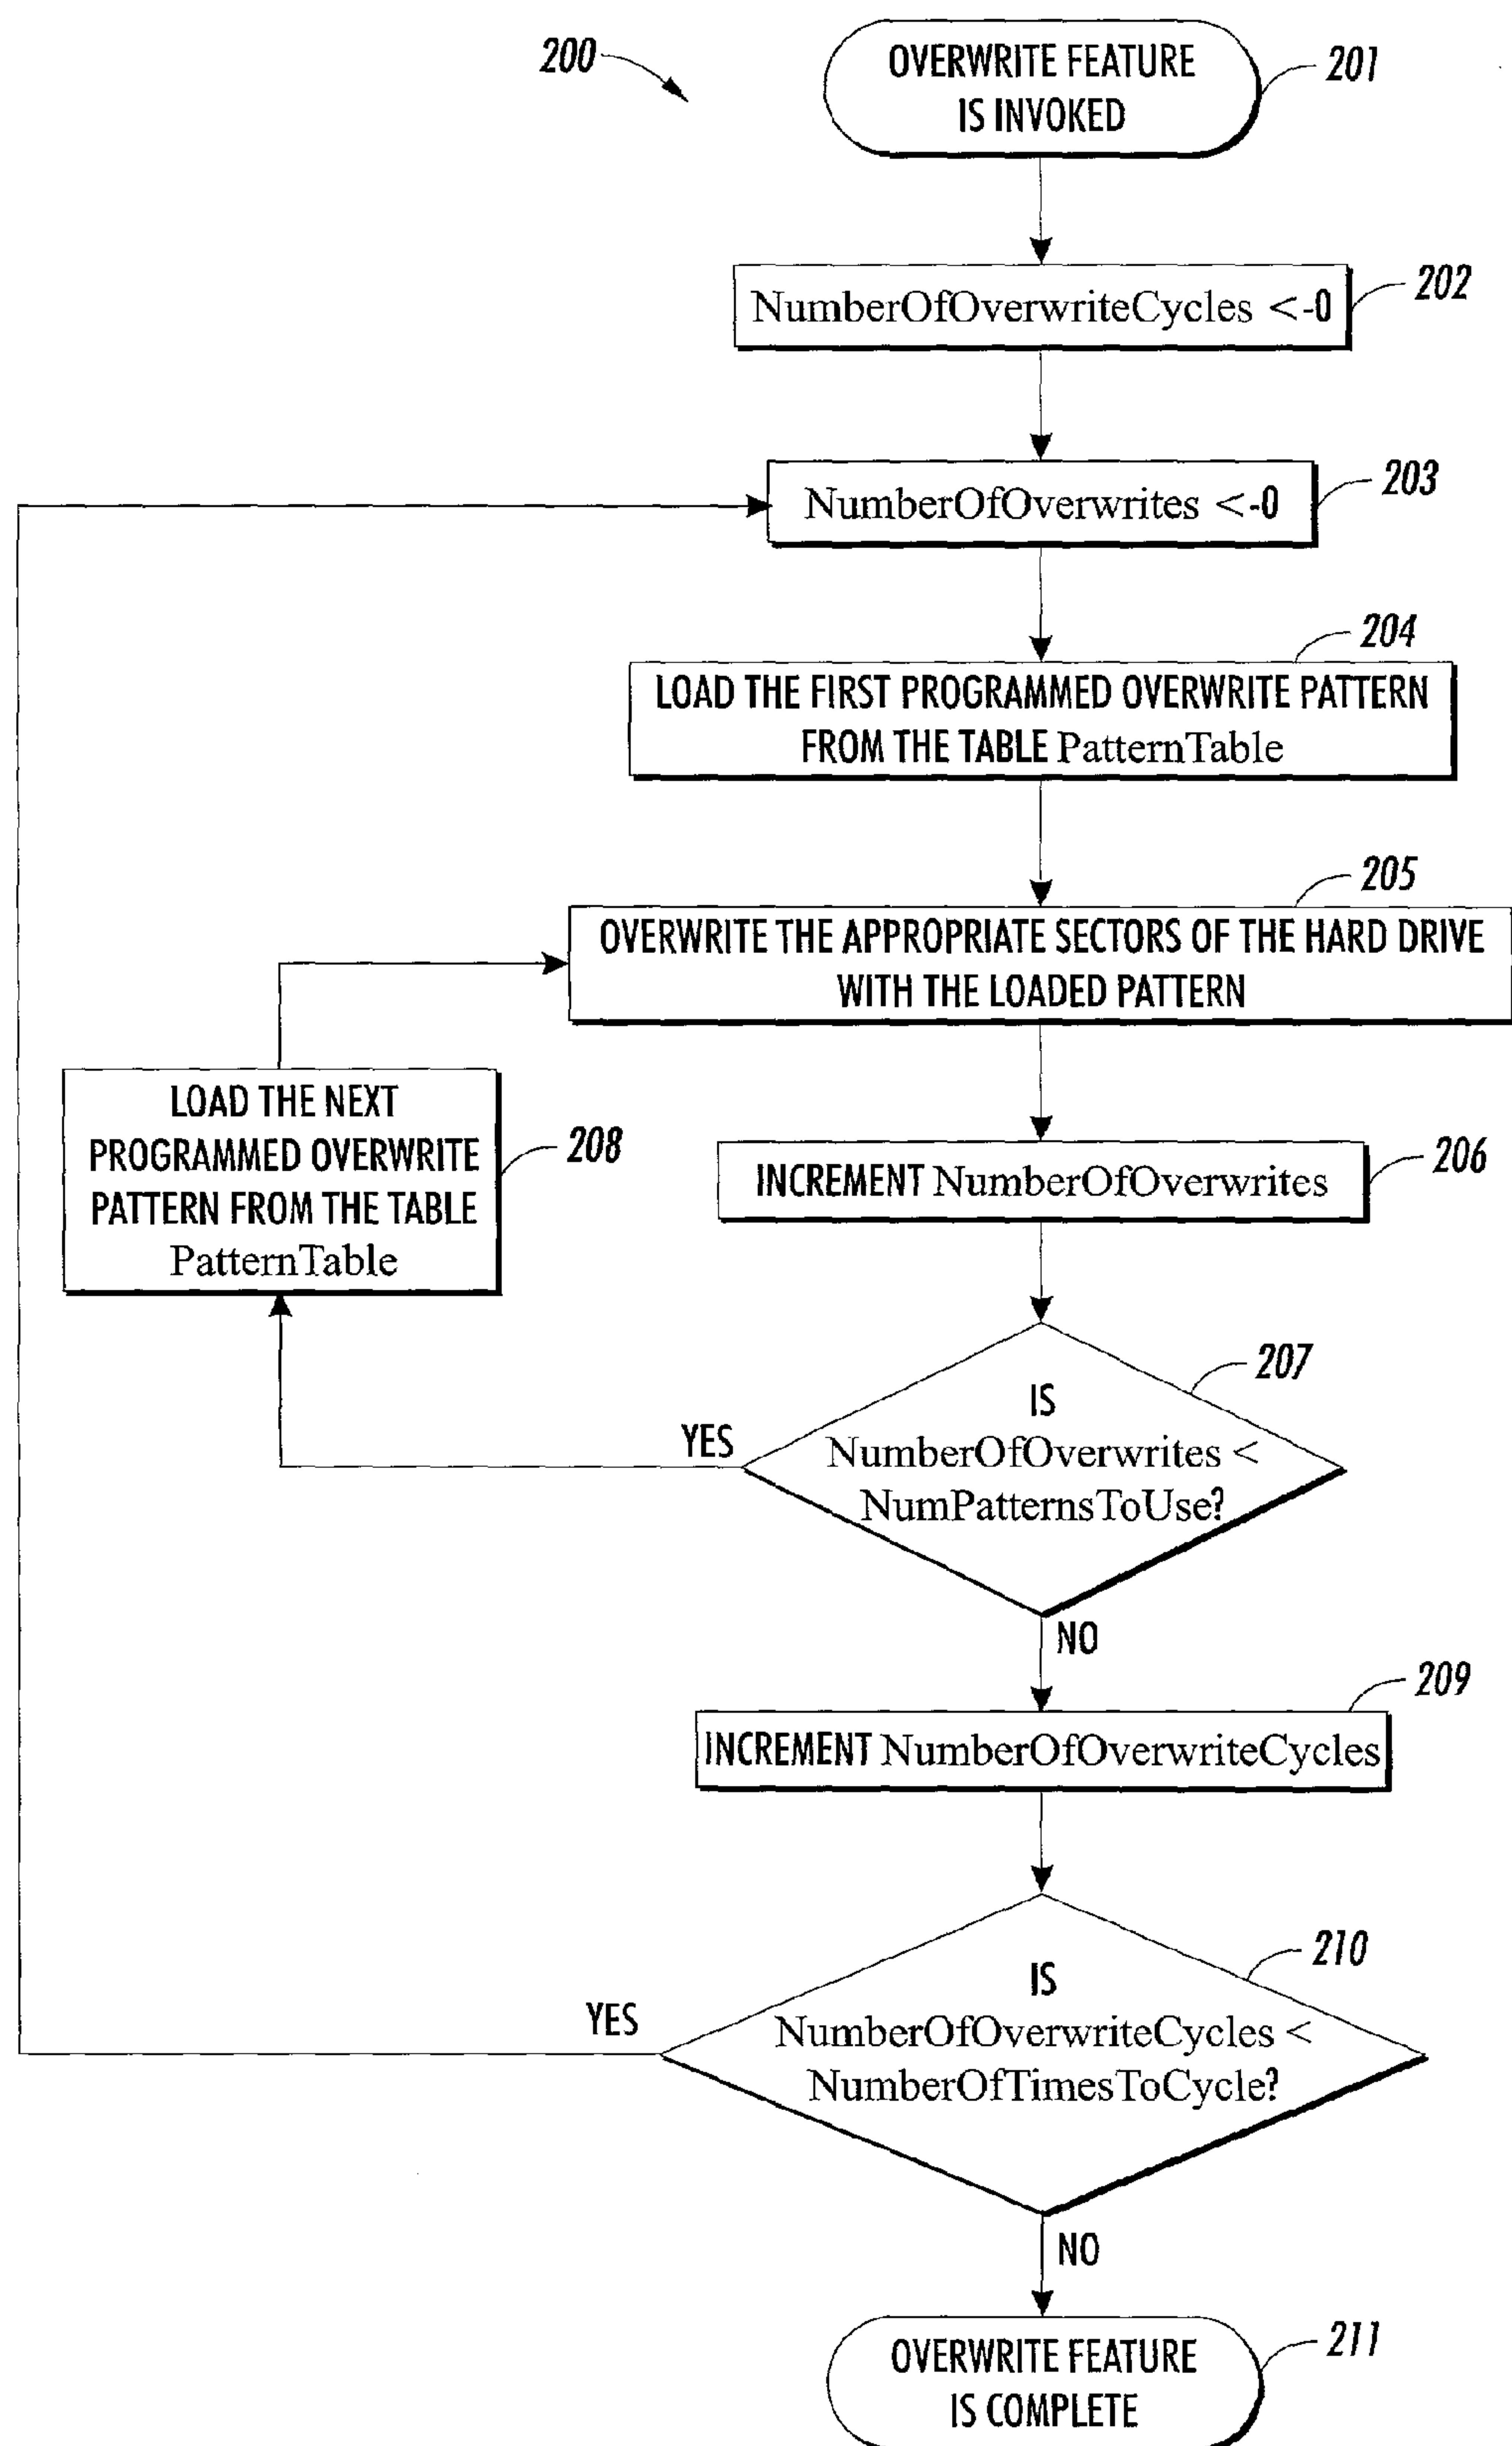 200
OVERWRITE FEATURE
IS INVOKED
201
NumberOfOverwriteCycles <-0
202
NumberOfOverwrites <-0
203
204
LOAD THE FIRST PROGRAMMED OVERWRITE PATTERN
FROM THE TABLE PatternTable
205
OVERWRITE THE APPROPRIATE SECTORS OF THE HARD DRIVE
WITH THE LOADED PATTERN
LOAD THE NEXT
PROGRAMMED OVERWRITE
PATTERN FROM THE TABLE
PatternTable
208
INCREMENT NumberOfOverwrites
206
207
IS
NumberOfOverwrites <
NumPatternsToUse?
YES
NO
209
INCREMENT NumberOfOverwriteCycles
210
IS
NumberOfOverwriteCycles <
NumberOfTimesToCycle?
YES
NO
OVERWRITE FEATURE
IS COMPLETE
211